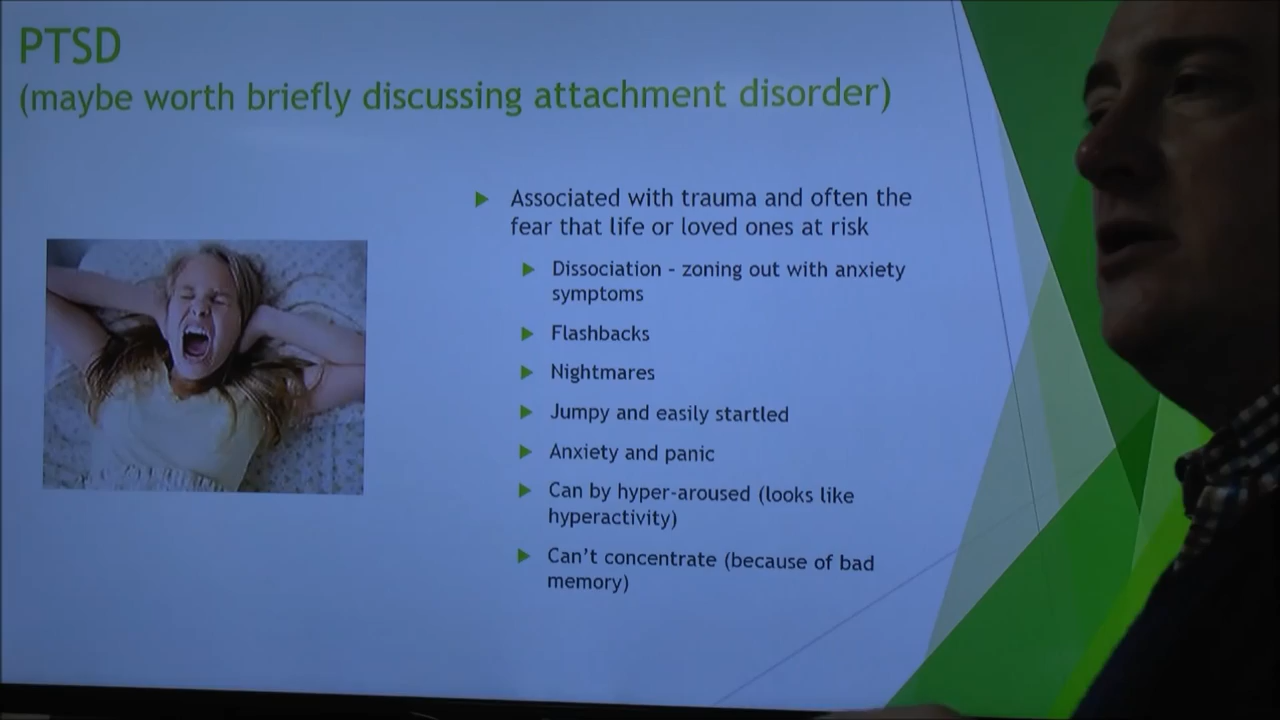 PTSD
(maybe worth briefly discussing attachment disorder)
Associated with trauma and often the
fear that life or loved ones at risk
Dissociation - zoning out with anxiety
symptoms
Flashbacks
Nightmares
Jumpy and easily startled
Anxiety and panic
Can by hyper-aroused (looks like
hyperactivity)
Can't concentrate (because of bad
memory)